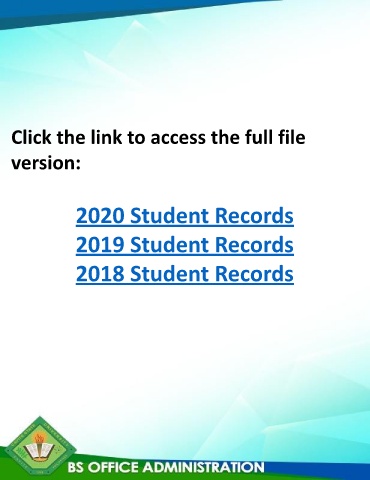 Click the link to access the full file
version:
2020 Student Records
2019 Student Records
2018 Student Records
BS OFFICE ADMINISTRATION